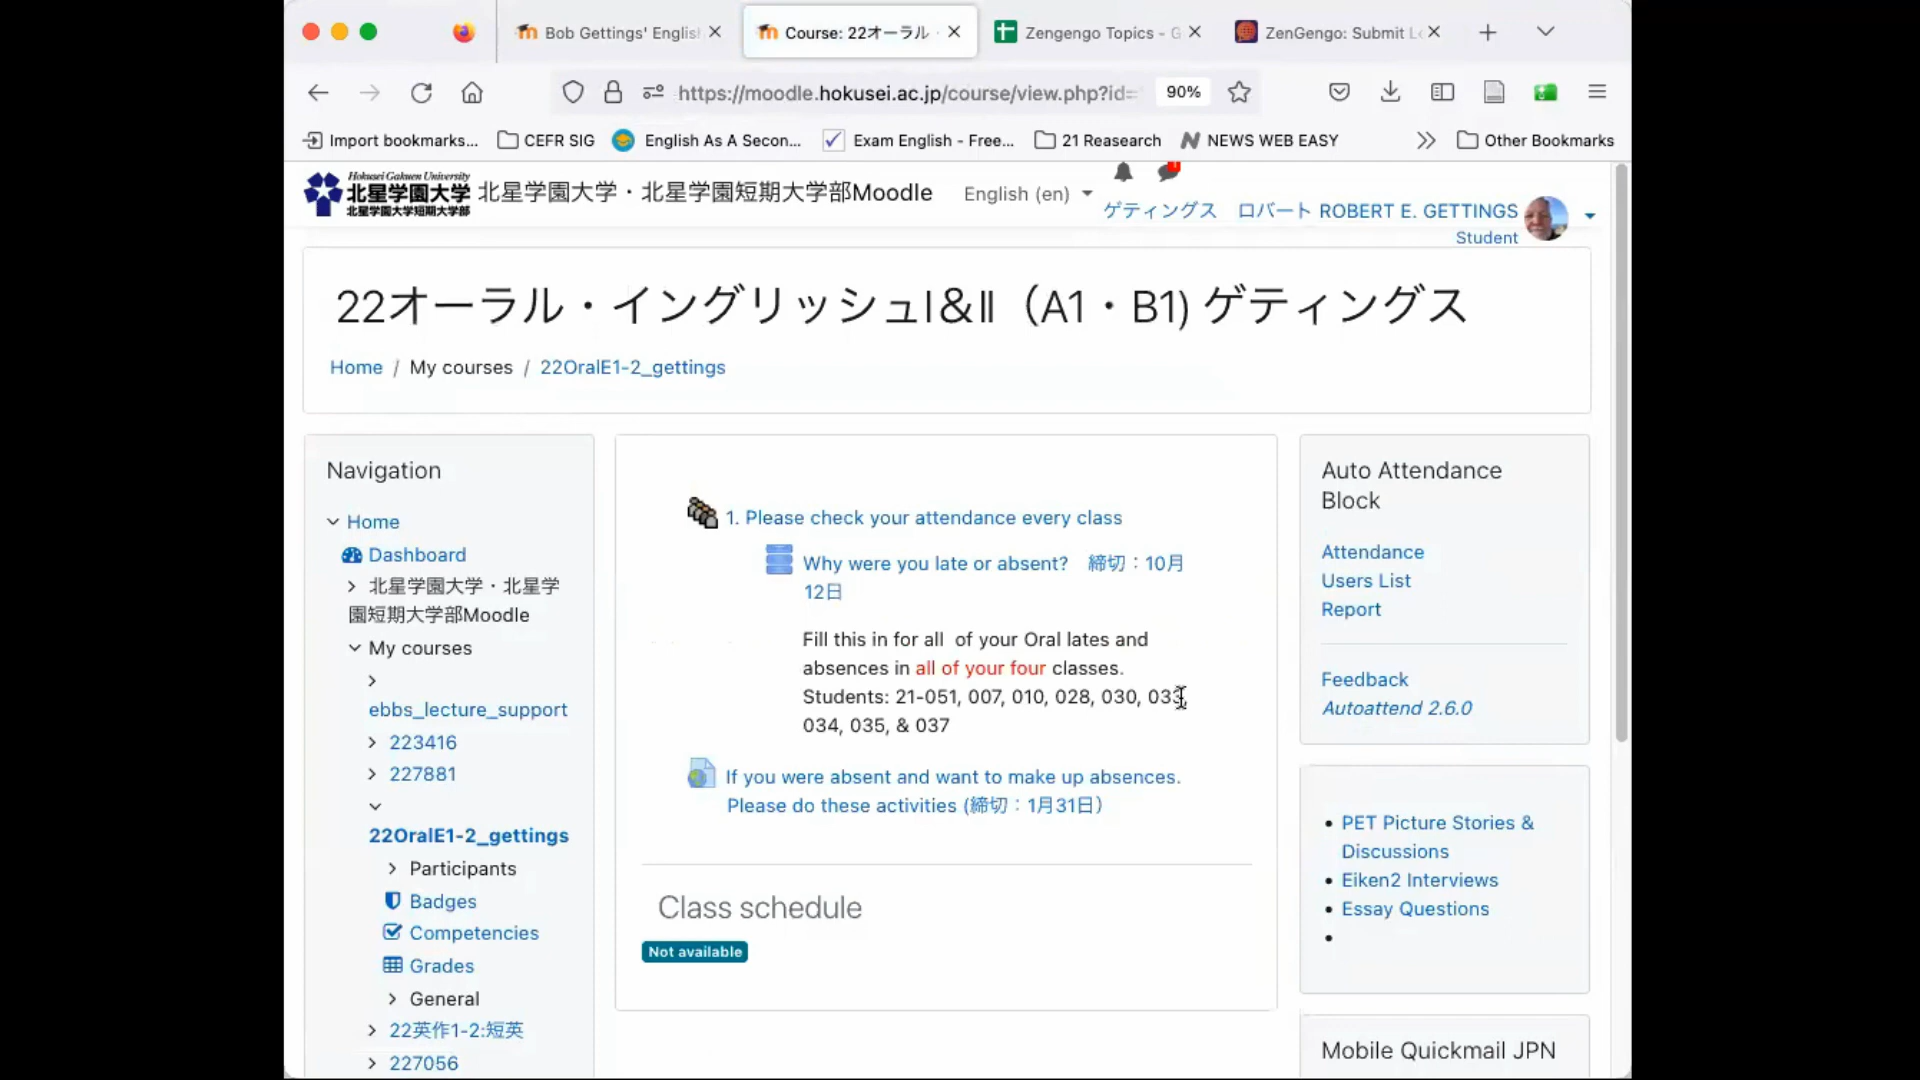 Bob Gettings' Englis
Course: 22オーラル・
Zengengo Topics - G
ZenGengo: Submit L
https://moodle.hokusei.ac.jp/course/view.php?id=
90%
Import bookmarks...
CEFR SIG
English As A Secon...
Exam English - Free...
21 Reasearch
NEWS WEB EASY
Other Bookmarks
Hokusei Gakuen University
北星学園大学
北星学園大学短期大学部
北星学園大学・北星学園短期大学部Moodle
English (en)
ゲティングス ロバート ROBERT E. GETTINGS
Student
22オーラル・イングリッシュI&II（A1・B1) ゲティングス
Home / My courses / 22OralE1-2_gettings
Navigation
Home
Dashboard
北星学園大学・北星学
園短期大学部Moodle
My courses
ebbs_lecture_support
223416
227881
22OralE1-2_gettings
Participants
Badges
Competencies
Grades
General
22英作1-2:短英
227056
1. Please check your attendance every class
Why were you late or absent? 締切：10月
12日
Fill this in for all of your Oral lates and
absences in all of your four classes.
Students: 21-051, 007, 010, 028, 030, 033,
034, 035, & 037
If you were absent and want to make up absences.
Please do these activities (締切：1月31日）
Class schedule
Not available
Auto Attendance
Block
Attendance
Users List
Report
Feedback
Autoattend 2.6.0
• PET Picture Stories &
Discussions
• Eiken2 Interviews
• Essay Questions
•
Mobile Quickmail JPN